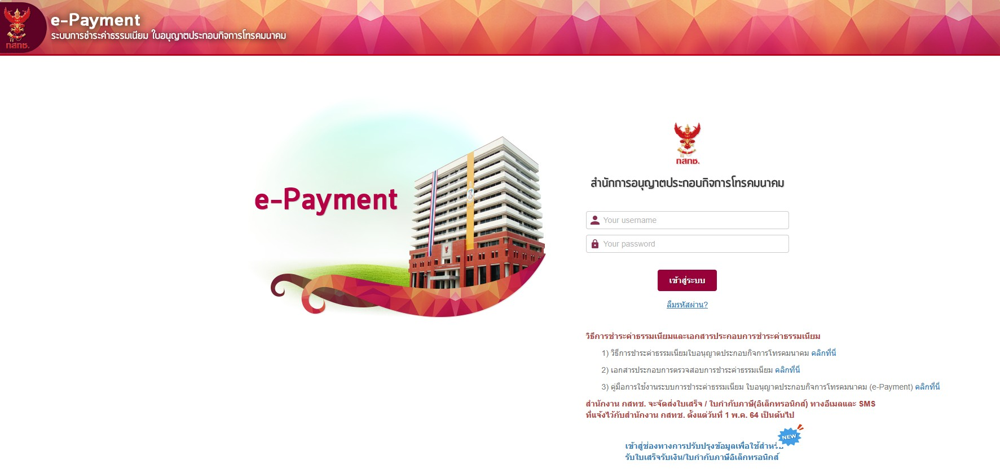 กสทช.
e-Payment
ระบบการชำระค่าธรรมเนียม ใบอนุญาตประกอบกิจการโทรคมนาคม
e-Payment
กสทช.
สำนักการอนุญาตประกอบกิจการโทรคมนาคม
Your username
Your password
เข้าสู่ระบบ
ลืมรหัสผ่าน?
วิธีการชำระค่าธรรมเนียมและเอกสารประกอบการชำระค่าธรรมเนียม
1) วิธีการชำระค่าธรรมเนียมใบอนุญาตประกอบกิจการโทรคมนาคม คลิกที่นี่
2) เอกสารประกอบการตรวจสอบการชำระค่าธรรมเนียม คลิกที่นี่
3) คู่มือการใช้งานระบบการชำระค่าธรรมเนียม ใบอนุญาตประกอบกิจการโทรคมนาคม (e-Payment) คลิกที่นี่
สำนักงาน กสทช. จะจัดส่งใบเสร็จ / ใบกำกับภาษี(อิเล็กทรอนิกส์) ทางอีเมลและ SMS
ที่แจ้งไว้กับสำนักงาน กสทช. ตั้งแต่วันที่ 1 พ.ค. 64 เป็นต้นไป
NEW
เข้าสู่ช่องทางการปรับปรุงข้อมูลเพื่อใช้สำหรับ
รับใบเสร็จรับเงิน/ใบกำกับภาษีอิเล็กทรอนิกส์